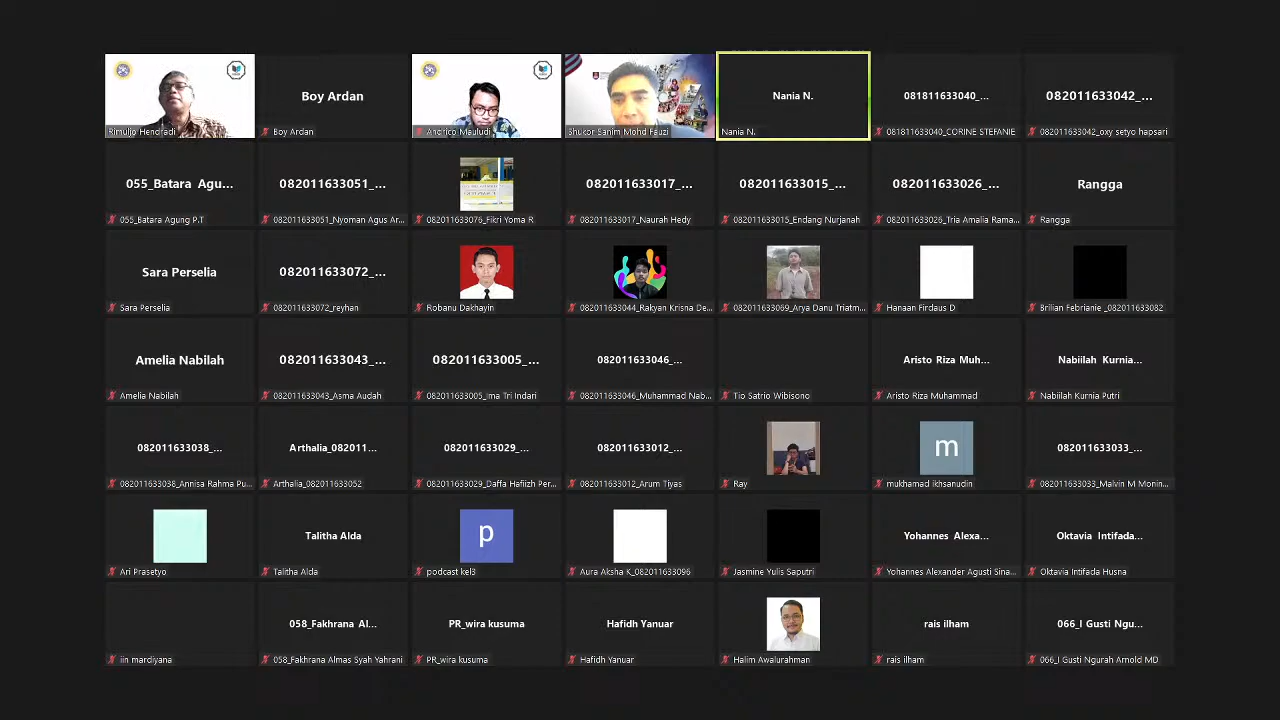 Rimuljo Hendradi
Boy Ardan
Boy Ardan
Andrico Mauludi
Shukor Sanim Mohd Fauzi
Nania N.
Nania N.
081811633040_...
081811633040_CORINE STEFANIE
082011633042_...
082011633042_oxy setyo hapsari
055_Batara Agu...
055_Batara Agung P.T
082011633051_...
082011633051_Nyoman Agus Ar...
082011633076_Fikri Yoma R
082011633017_...
082011633017_Naurah Hedy
082011633015_...
082011633015_Endang Nurjanah
082011633026_...
082011633026_Tria Amalia Rama...
Rangga
Rangga
Sara Perselia
Sara Perselia
082011633072_...
082011633072_reyhan
Robanu Dakhayin
082011633044_Rakyan Krisna De...
082011633069_Arya Danu Triatm...
Hanaan Firdaus D
Brilian Febrianie _082011633082
Amelia Nabilah
Amelia Nabilah
082011633043_...
082011633043_Asma Audah
082011633005_...
082011633005_Ima Tri Indari
082011633046_...
082011633046_Muhammad Nab...
Tio Satrio Wibisono
Aristo Riza Muh...
Aristo Riza Muhammad
Nabiilah Kurnia...
Nabiilah Kurnia Putri
082011633038_...
082011633038_Annisa Rahma Pu...
Arthalia_082011...
Arthalia_082011633052
082011633029_...
082011633029_Daffa Hafiizh Per...
082011633012_...
082011633012_Arum Tiyas
Ray
m
mukhamad ikhsanudin
082011633033_...
082011633033_Malvin M Monin...
Ari Prasetyo
Talitha Alda
Talitha Alda
p
podcast kel3
Aura Aksha K_082011633096
Jasmine Yulis Saputri
Yohannes Alexa...
Yohannes Alexander Agusti Sina...
Oktavia Intifada...
Oktavia Intifada Husna
iin mardiyana
058_Fakhrana Al...
058_Fakhrana Almas Syah Yahrani
PR_wira kusuma
PR_wira kusuma
Hafidh Yanuar
Hafidh Yanuar
Halim Awalurahman
rais ilham
rais ilham
066_I Gusti Ngu...
066_I Gusti Ngurah Arnold MD